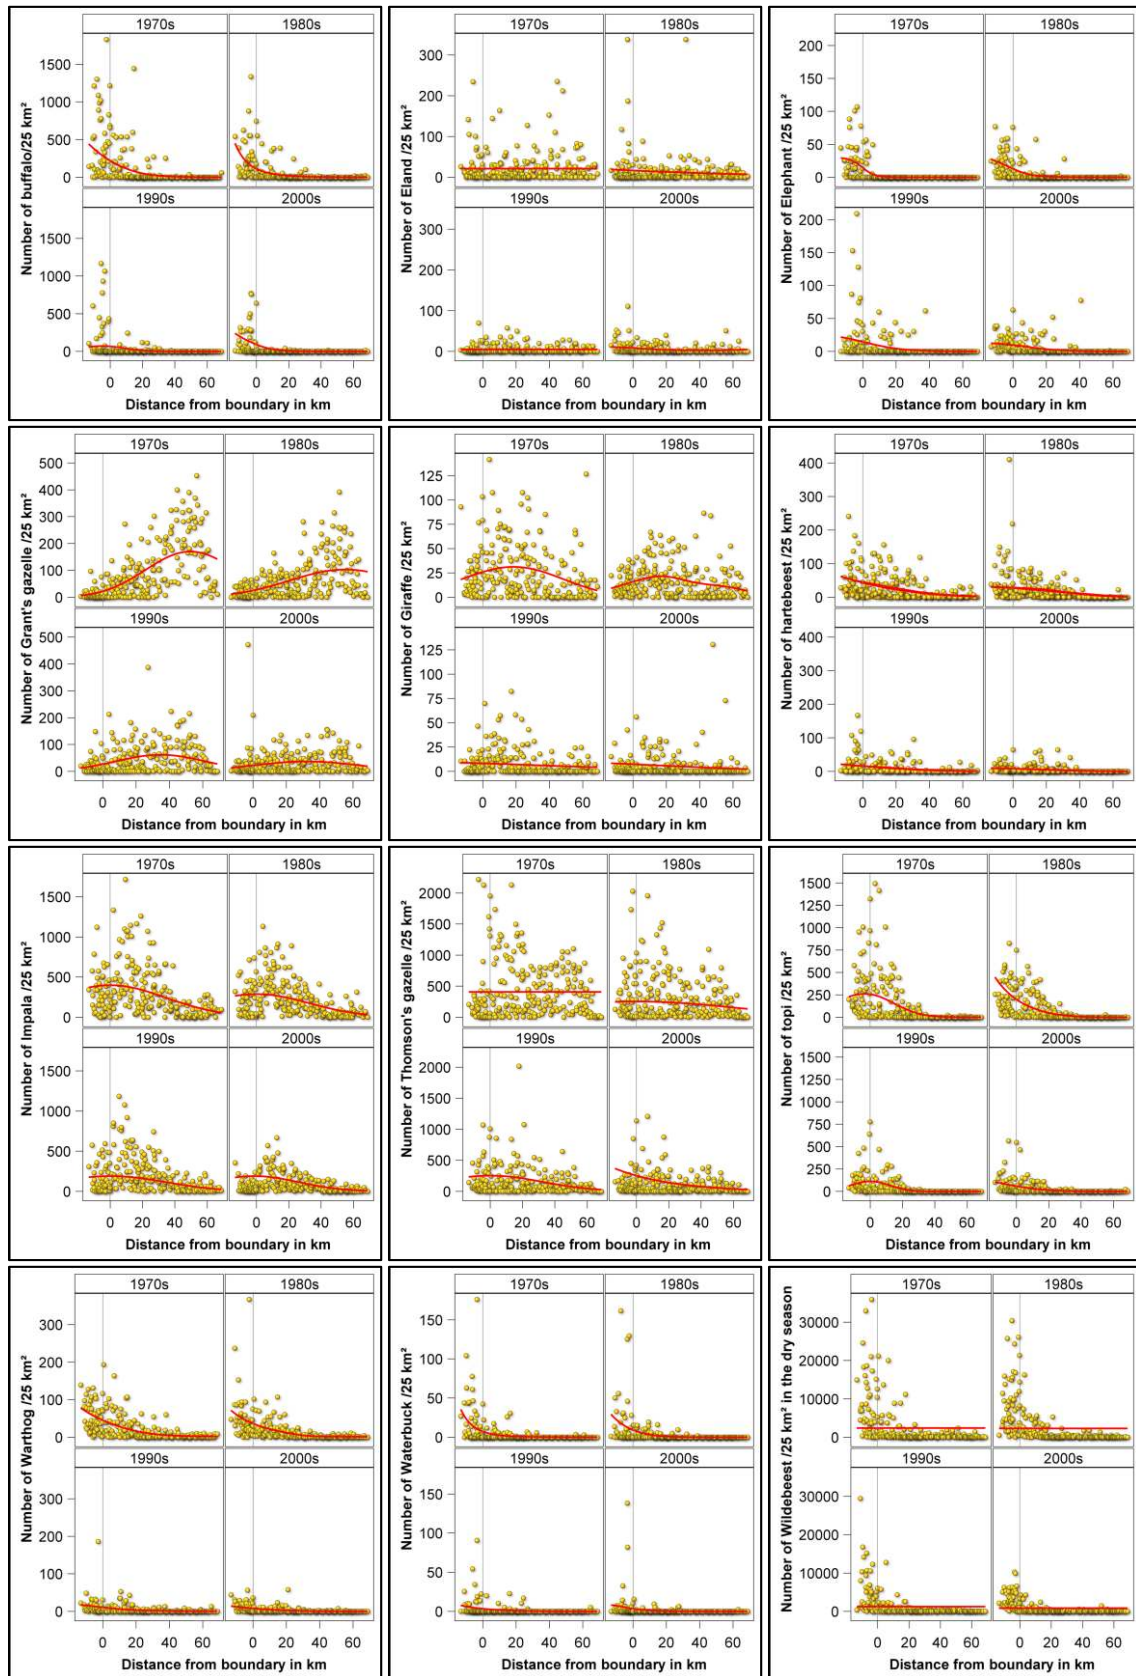 1970s 1980s
Number of buffalo/25 km²
1500
1000
500
0
1990s 2000s
1500
1000
500
0
0 20 40 60 0 20 40 60
Distance from boundary in km
1970s 1980s
Number of Eland /25 km²
300
200
100
0
1990s 2000s
300
200
100
0
0 20 40 60 0 20 40 60
Distance from boundary in km
1970s 1980s
Number of Elephant /25 km²
200
150
100
50
0
1990s 2000s
200
150
100
50
0
0 20 40 60 0 20 40 60
Distance from boundary in km
1970s 1980s
Number of Grant's gazelle /25 km²
500
400
300
200
100
0
1990s 2000s
500
400
300
200
100
0
0 20 40 60 0 20 40 60
Distance from boundary in km
1970s 1980s
Number of Giraffe /25 km²
125
100
75
50
25
0
1990s 2000s
125
100
75
50
25
0
0 20 40 60 0 20 40 60
Distance from boundary in km
1970s 1980s
Number of hartebeest /25 km²
400
300
200
100
0
1990s 2000s
400
300
200
100
0
0 20 40 60 0 20 40 60
Distance from boundary in km
1970s 1980s
Number of Impala /25 km²
1500
1000
500
0
1990s 2000s
1500
1000
500
0
0 20 40 60 0 20 40 60
Distance from boundary in km
1970s 1980s
Number of Thomson's gazelle /25 km²
2000
1500
1000
500
0
1990s 2000s
2000
1500
1000
500
0
0 20 40 60 0 20 40 60
Distance from boundary in km
1970s 1980s
Number of topi /25 km²
1500
1250
1000
750
500
250
0
1990s 2000s
1500
1250
1000
750
500
250
0
0 20 40 60 0 20 40 60
Distance from boundary in km
1970s 1980s
Number of Warthog /25 km²
300
200
100
0
1990s 2000s
300
200
100
0
0 20 40 60 0 20 40 60
Distance from boundary in km
1970s 1980s
Number of Waterbuck /25 km²
150
100
50
0
1990s 2000s
150
100
50
0
0 20 40 60 0 20 40 60
Distance from boundary in km
1970s 1980s
Number of Wildebeest /25 km² in the dry season
30000
20000
10000
0
1990s 2000s
30000
20000
10000
0
0 20 40 60 0 20 40 60
Distance from boundary in km